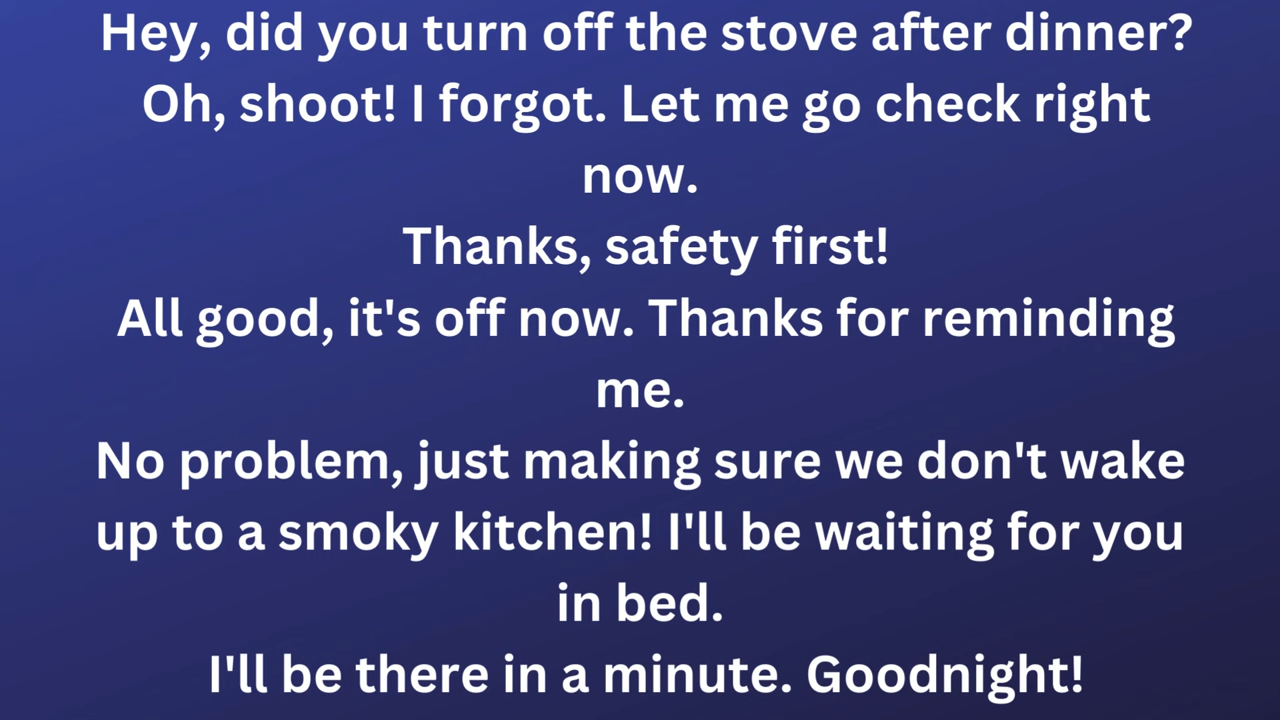 Hey, did you turn off the stove after dinner?
Oh, shoot! I forgot. Let me go check right
now.
Thanks, safety first!
All good, it's off now. Thanks for reminding
me.
No problem, just making sure we don't wake
up to a smoky kitchen! I'll be waiting for you
in bed.
I'll be there in a minute. Goodnight!